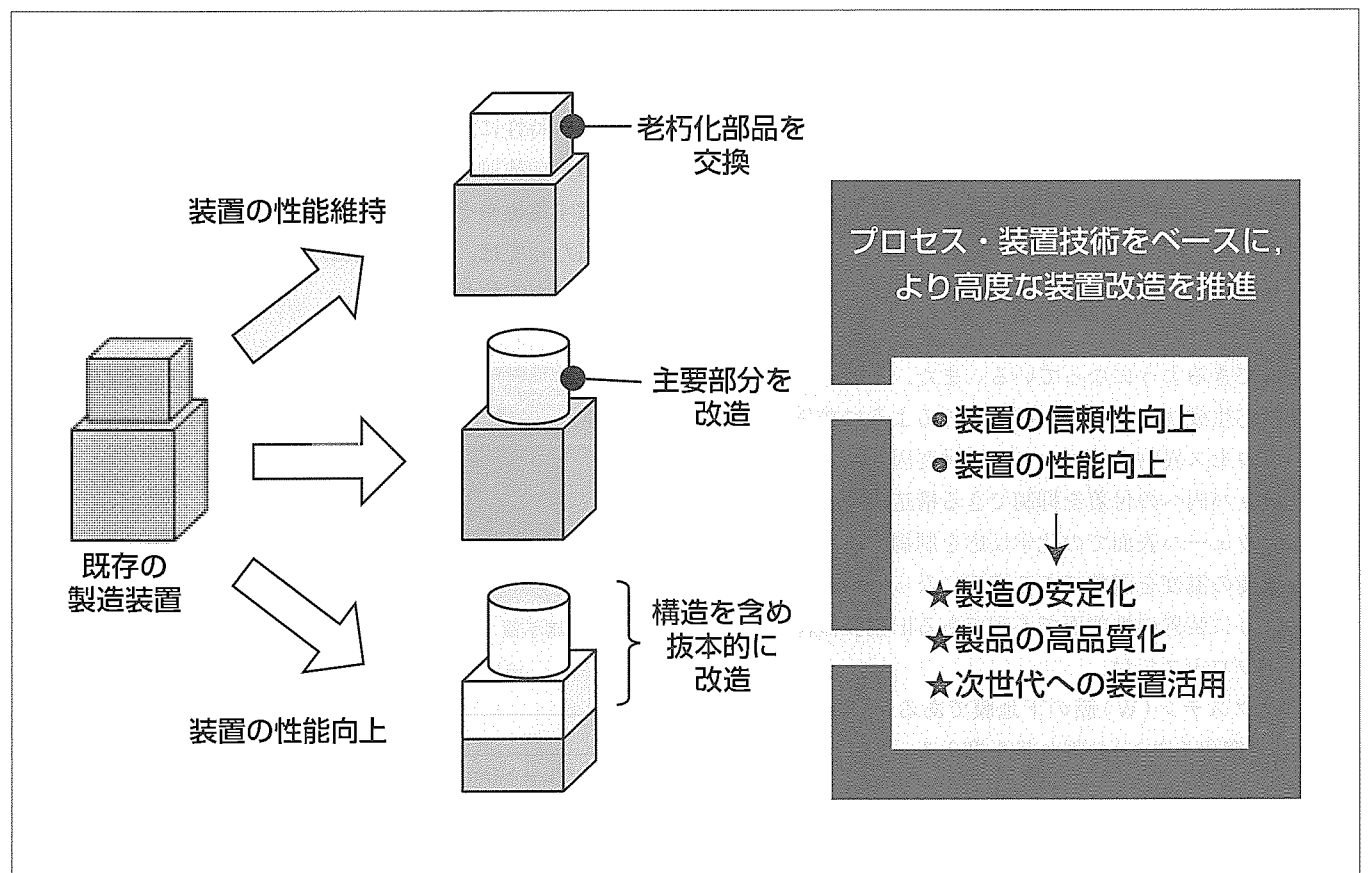 老朽化部品を
交換
装置の性能維持
主要部分を
改造
既存の
製造装置
構造を含め
抜本的に
改造
装置の性能向上
プロセス・装置技術をベースに，
より高度な装置改造を推進
●装置の信頼性向上
●装置の性能向上
★製造の安定化
★製品の高品質化
★次世代への装置活用